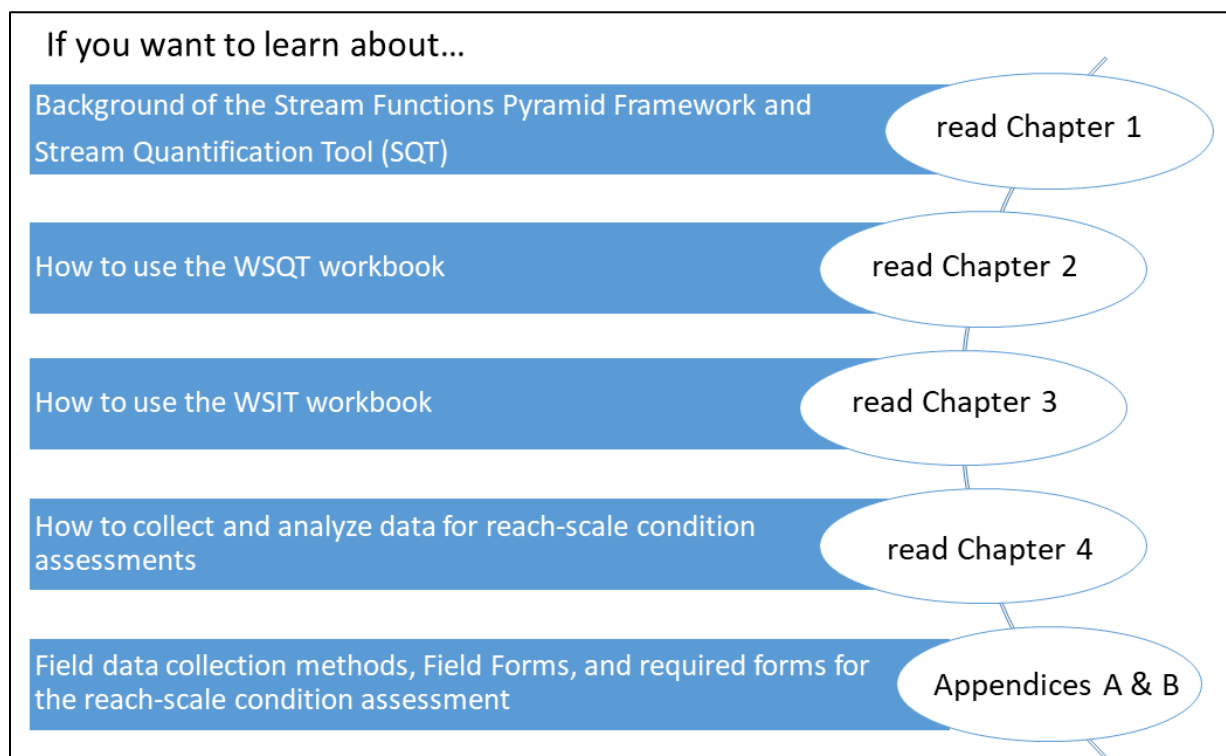 If you want to learn about…
Background of the Stream Functions Pyramid Framework and
Stream Quantification Tool (SQT)
read Chapter 1
How to use the WSQT workbook
read Chapter 2
How to use the WSIT workbook
read Chapter 3
How to collect and analyze data for reach-scale condition
assessments
read Chapter 4
Field data collection methods, Field Forms, and required forms for
the reach-scale condition assessment
Appendices A & B